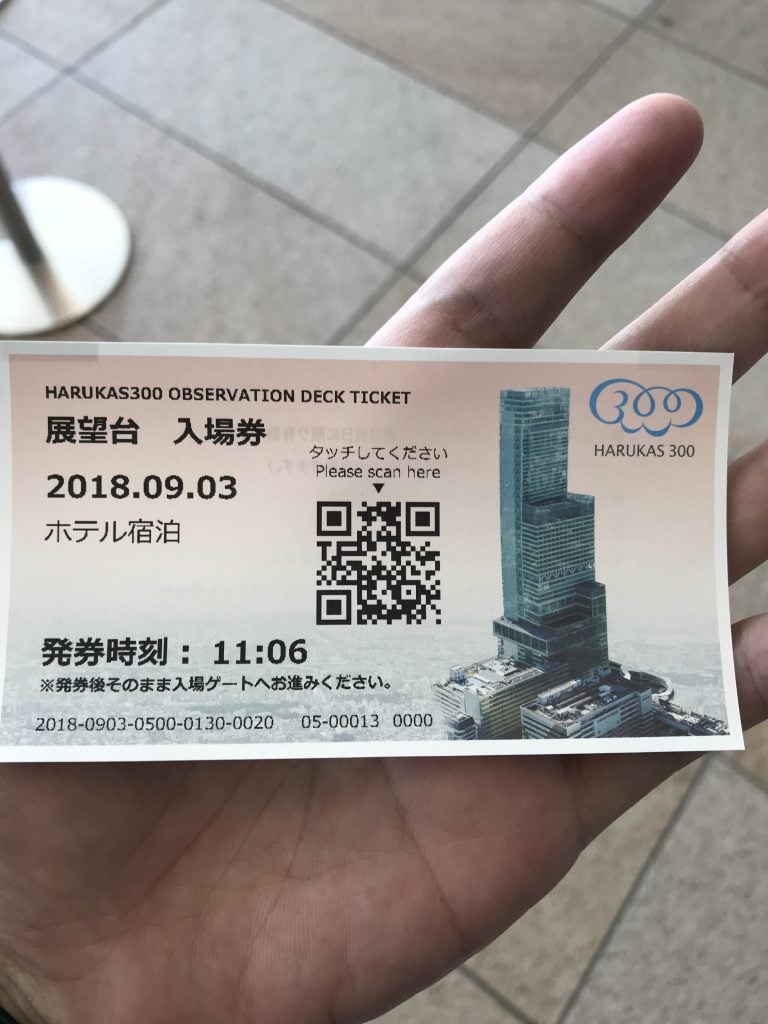 HARUKAS300 OBSERVATION DECK TICKET
展望台 入場券
2018.09.03
ホテル宿泊
タッチしてください
Please scan here
300
HARUKAS 300
発券時刻： 11:06
※発券後そのまま入場ゲートへお進みください。
2018-0903-0500-0130-0020 05-00013 0000